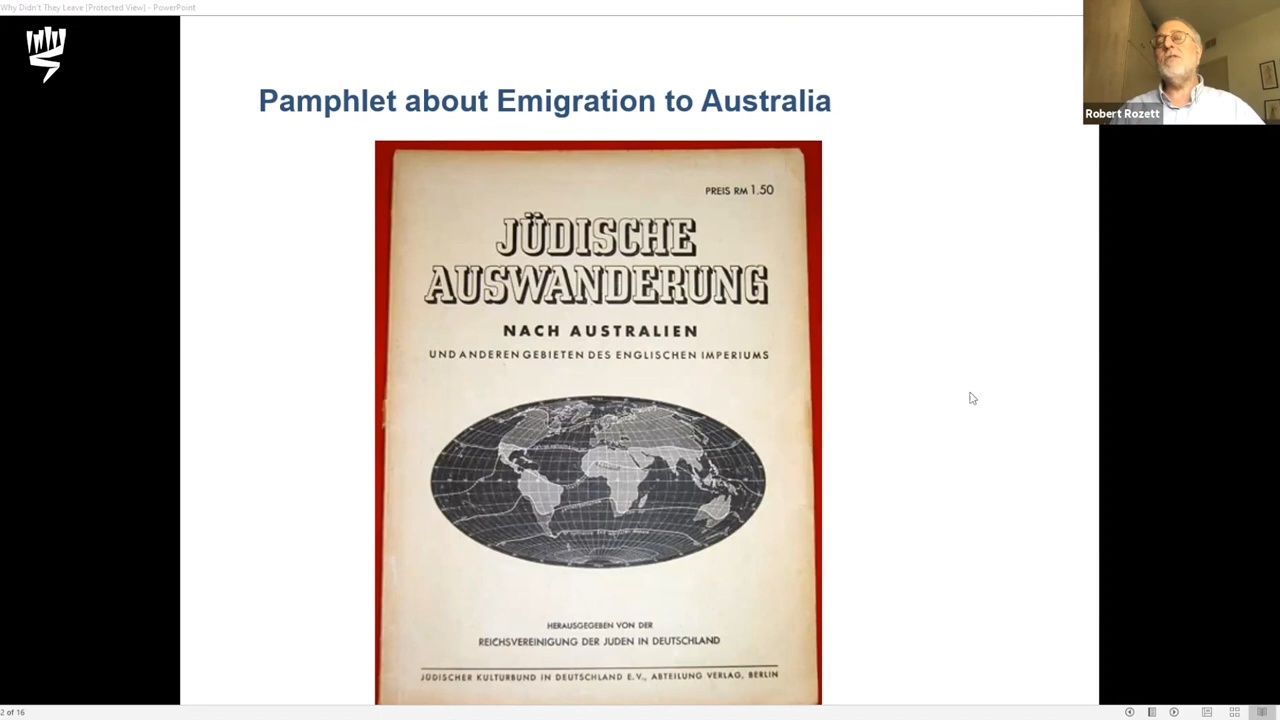 Why Didn't They Leave [Protected View] - PowerPoint
Pamphlet about Emigration to Australia
Robert Rozett
PREIS RM 1.50
JÜDISCHE
AUSWANDERUNG
NACH AUSTRALIEN
UND ANDEREN GEBIETEN DES ENGLISCHEN IMPERIUMS
HERAUSGEGEBEN VON DER
REICHSVEREINIGUNG DER JUDEN IN DEUTSCHLAND
JÜDISCHER KULTURBUND IN DEUTSCHLAND E.V., ABTEILUNG VERLAG, BERLIN
2 of 16